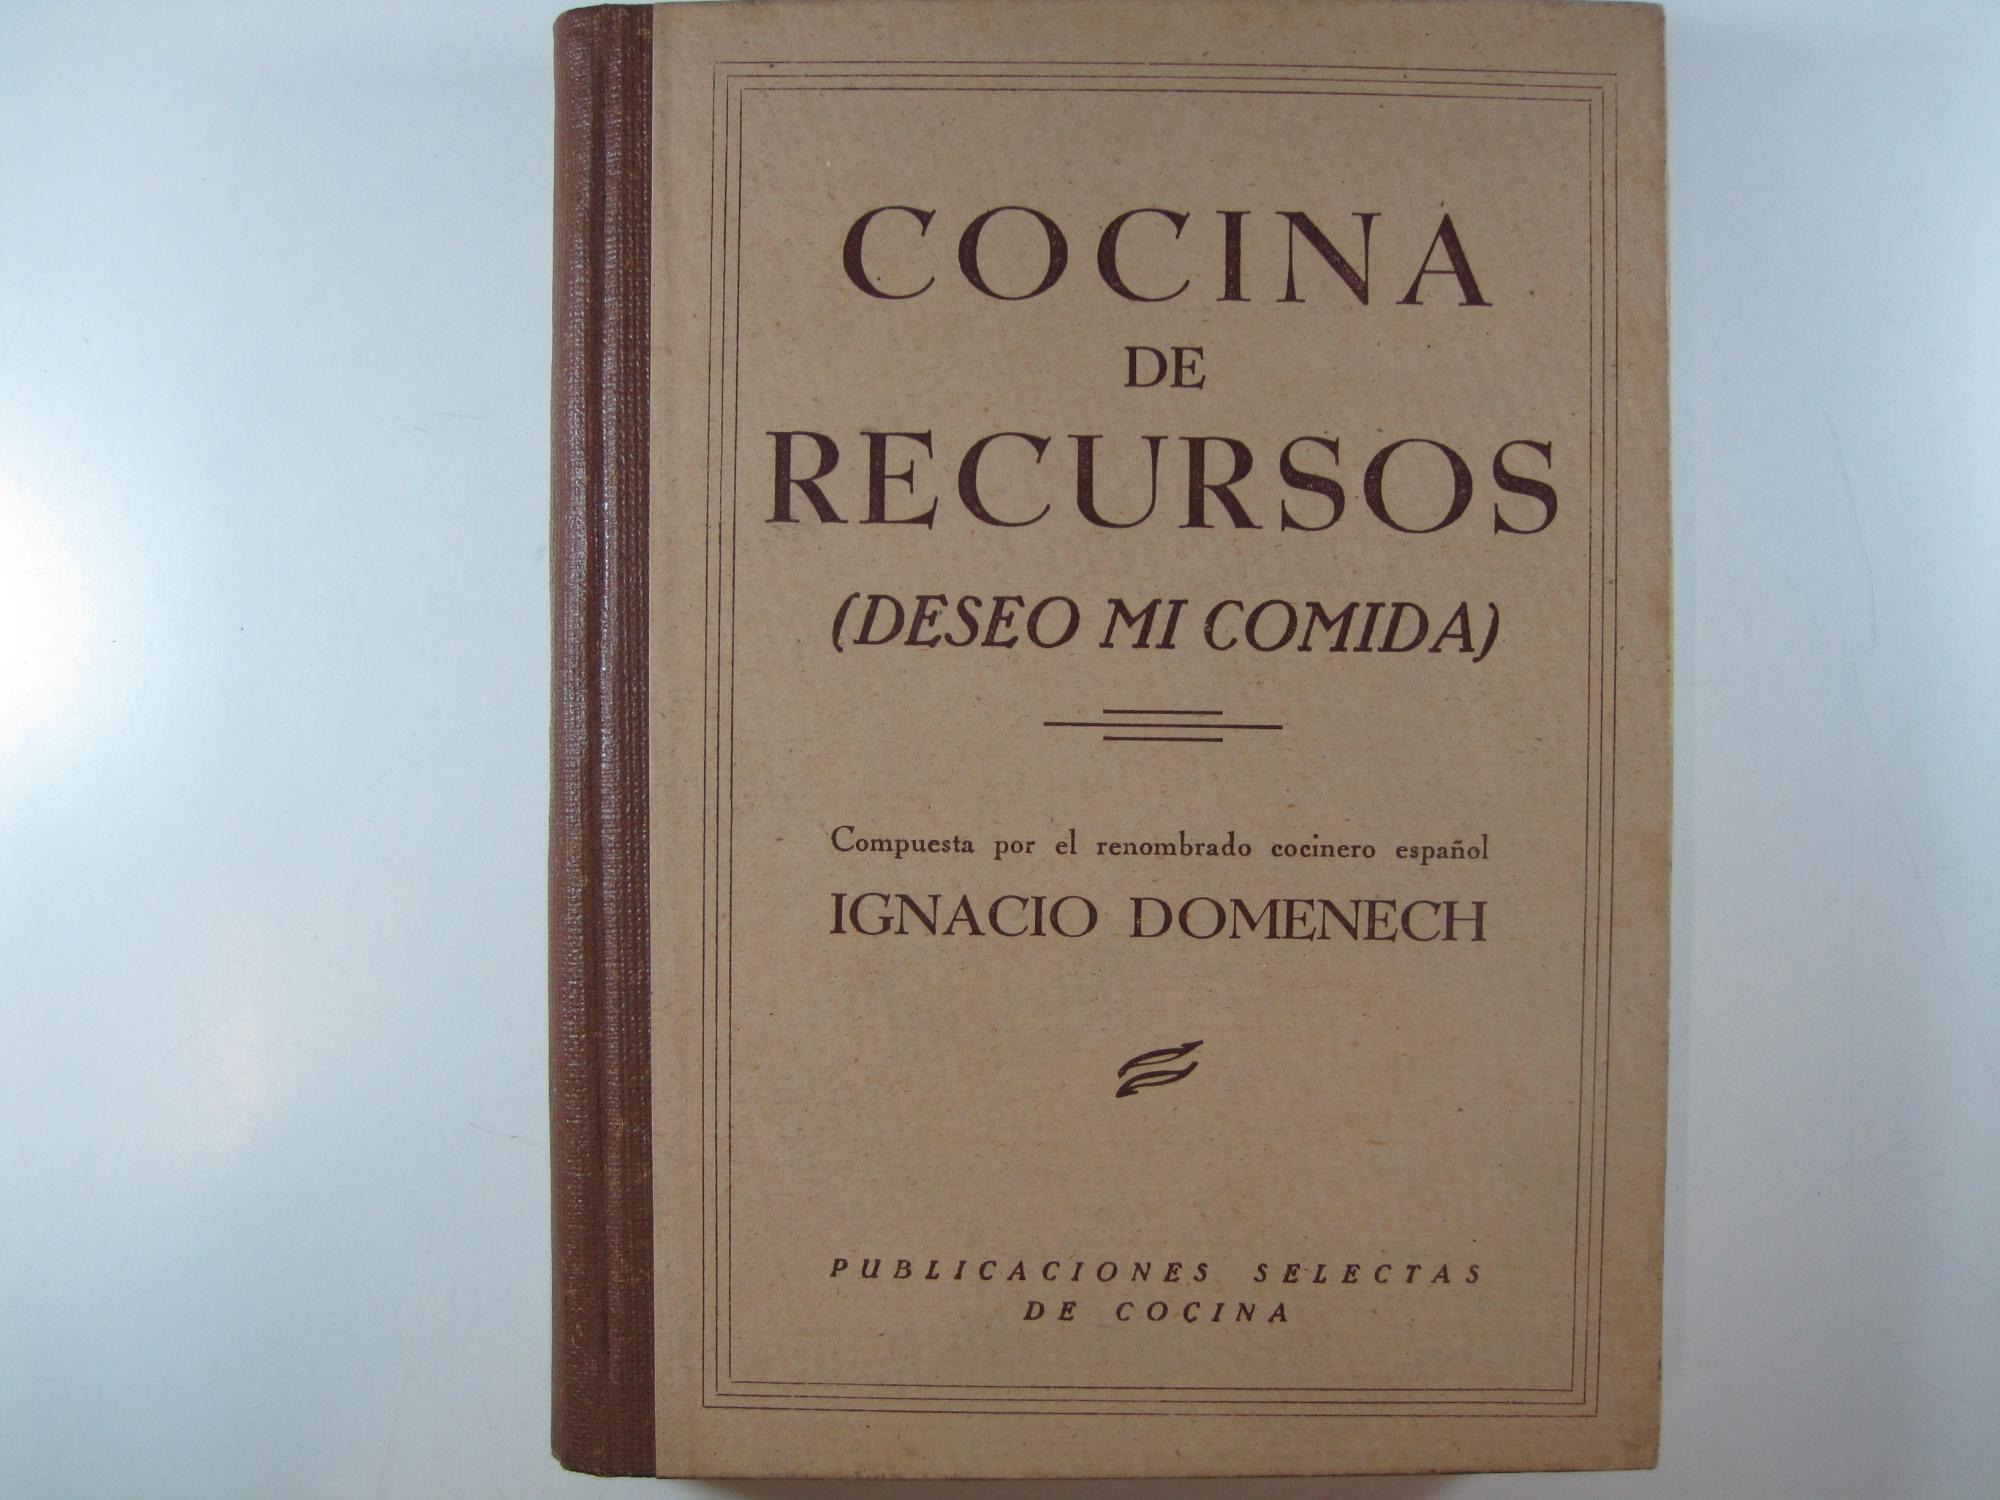 COCINA
DE
RECURSOS
(DESEO MI COMIDA)
Compuesta por el renombrado cocinero español
IGNACIO DOMENECH
PUBLICACIONES SELECTAS
DE COCINA